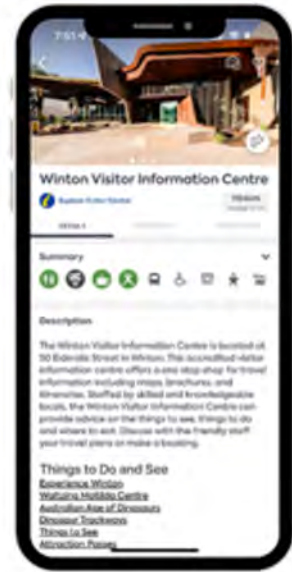 7:51
Winton Visitor Information Centre
DETAILS
Summary
Description
The Winton Visitor Information Centre is located at
50 Elderslie Street in Winton. This accredited visitor
information centre offers a one stop shop for travel
information including maps, brochures, and
itineraries. Staffed by skilled and knowledgeable
locals, the Winton Visitor Information Centre can
provide advice on the things to see, things to do
and where to eat. Discuss with the friendly staff
your travel plans or make a booking.
Things to Do and See
Experience Winton
Waltzing Matilda Centre
Australian Age of Dinosaurs
Dinosaur Trackways
Things to See
Attraction Passes